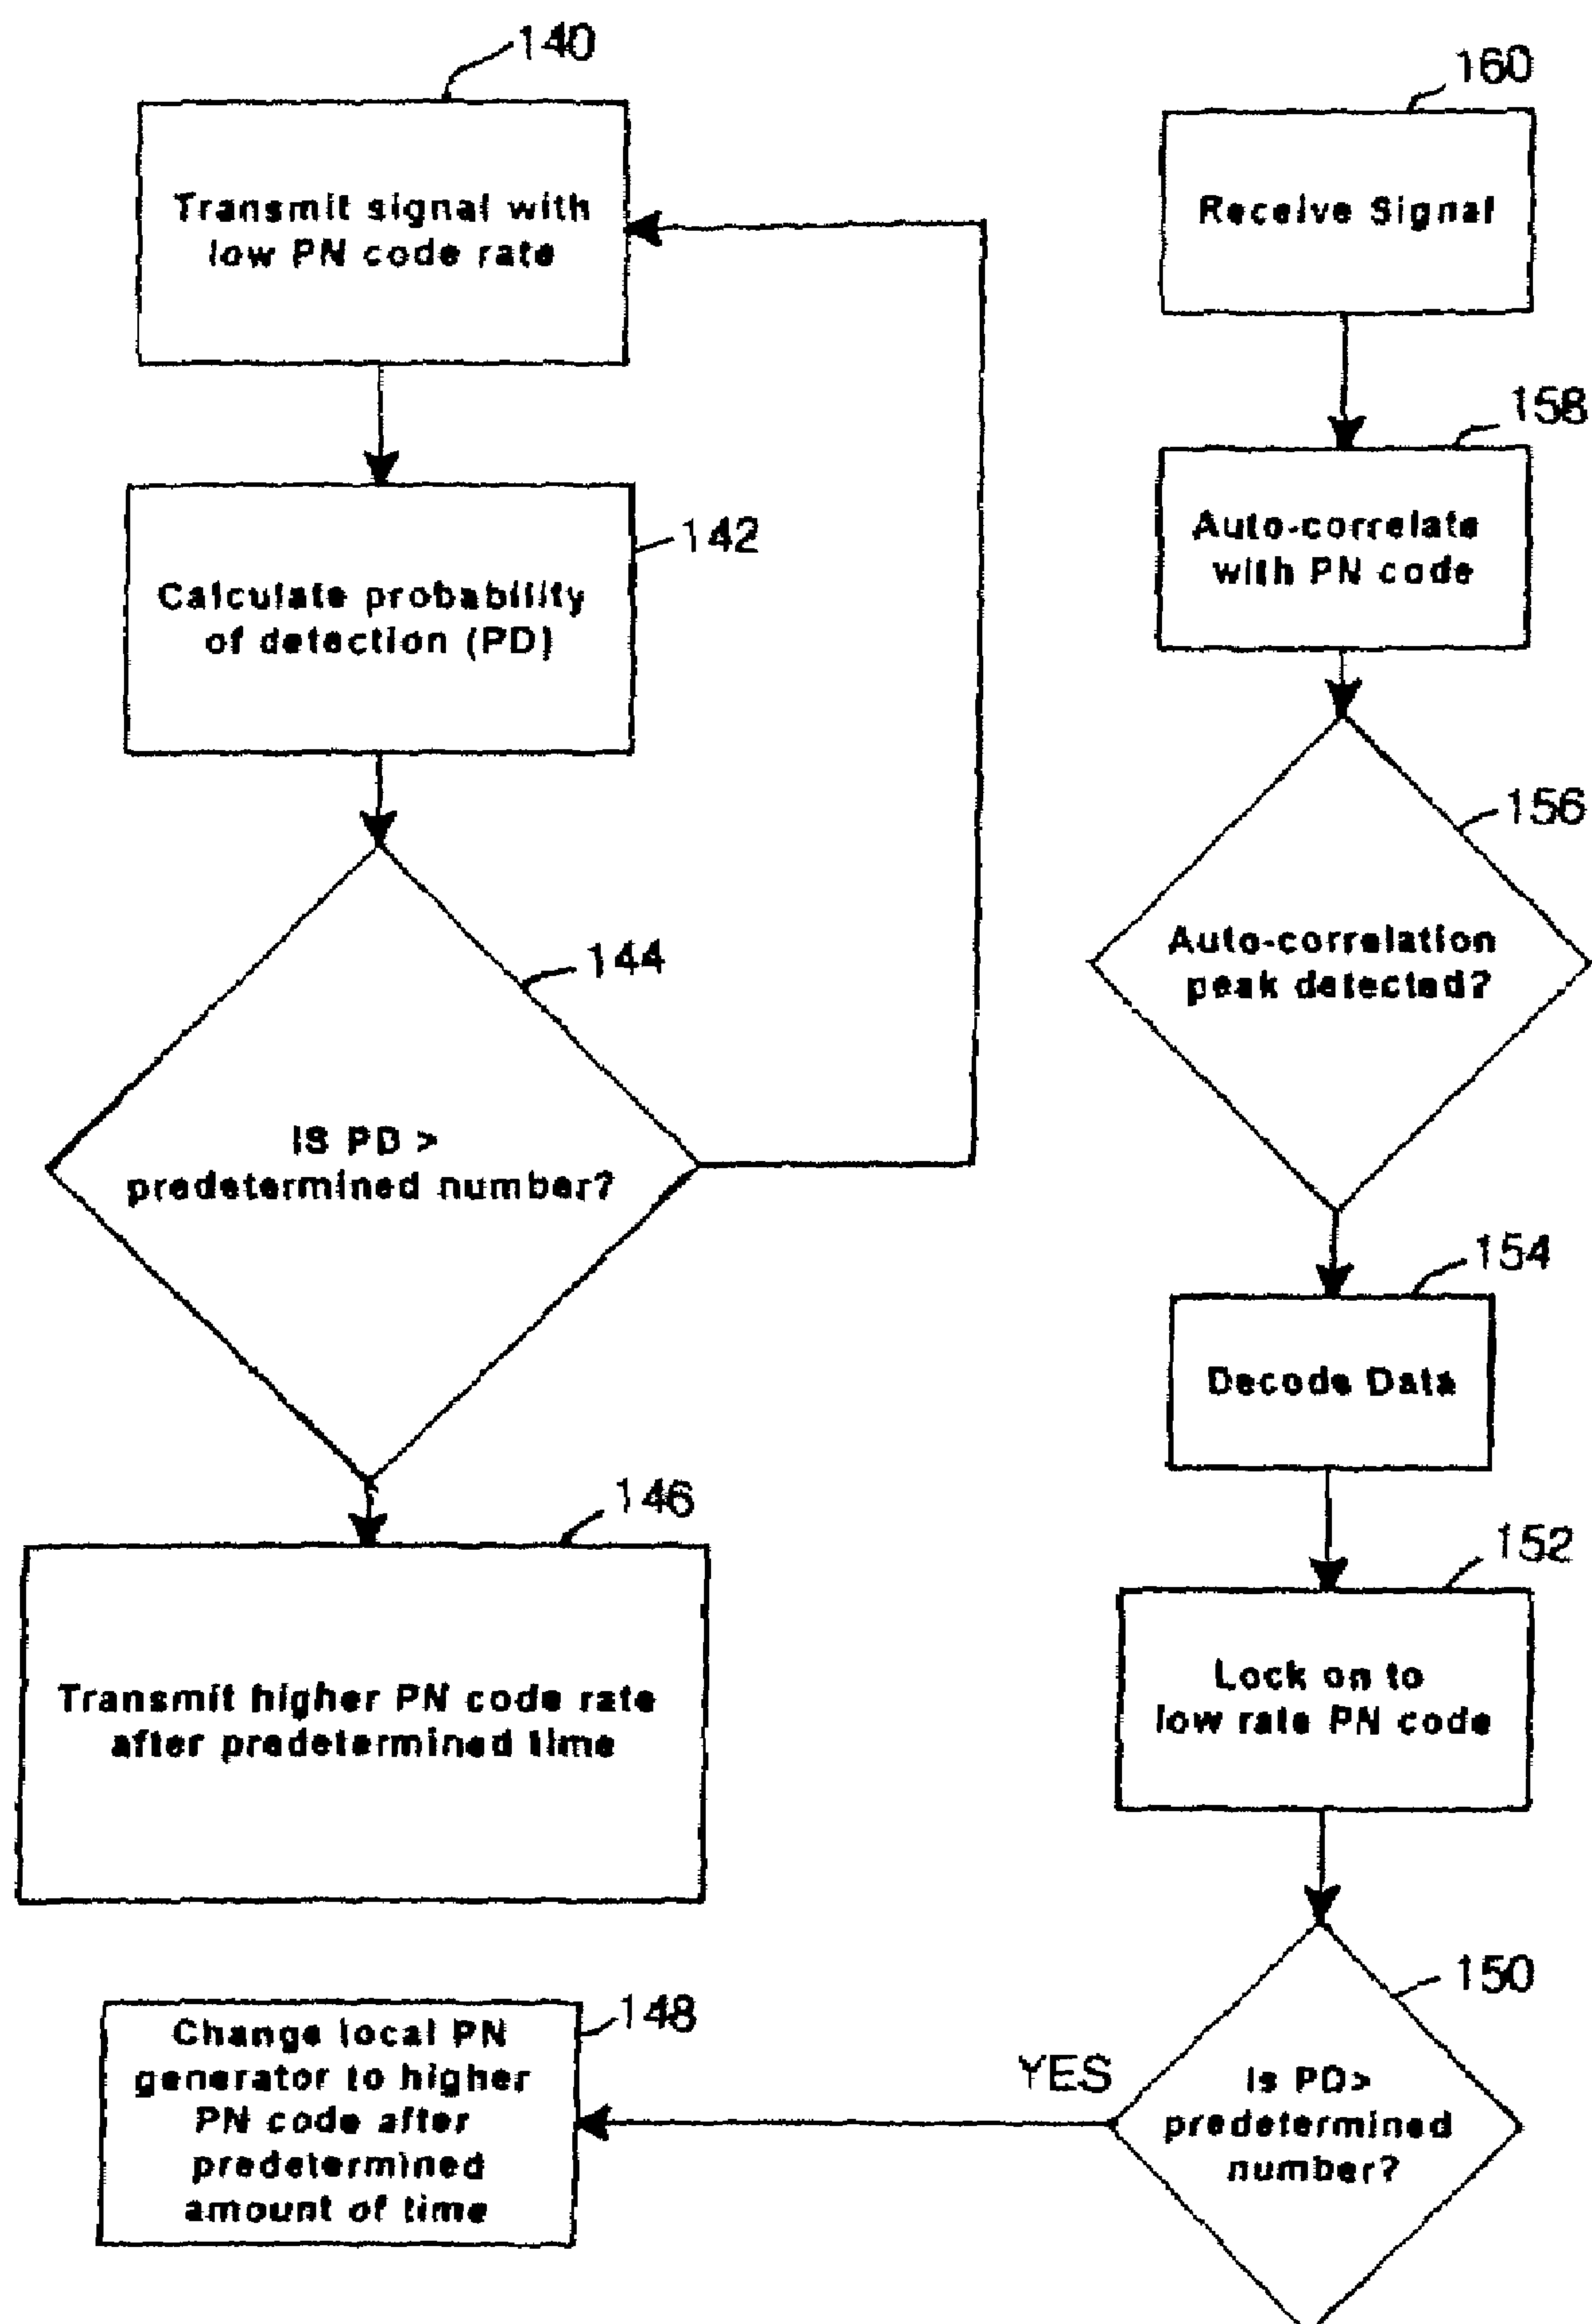 140
Transmit signal with
low PN code rate
142
Calculate probability
of detection (PD)
144
IS PD >
predetermined number?
146
Transmit higher PN code rate
after predetermined time
148
Change local PN
generator to higher
PN code after
predetermined
amount of time
160
Receive Signal
158
Auto-correlate
with PN code
156
Auto-correlation
peak detected?
154
Decode Data
152
Lock on to
low rate PN code
150
Is PD>
predetermined
number?
YES